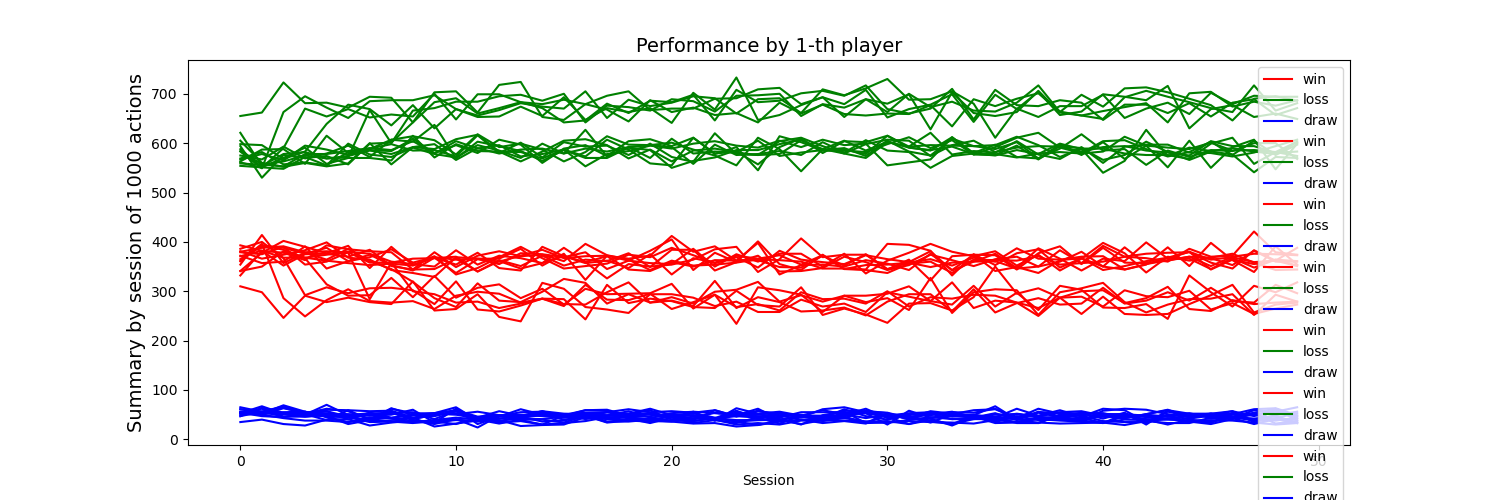 Performance by 1-th player
Summary by session of 1000 actions
700
600
500
400
300
200
100
0
0
10
20
30
40
50
Session
win
loss
draw
win
loss
draw
win
loss
draw
win
loss
draw
win
loss
draw
win
loss
draw
win
loss
draw